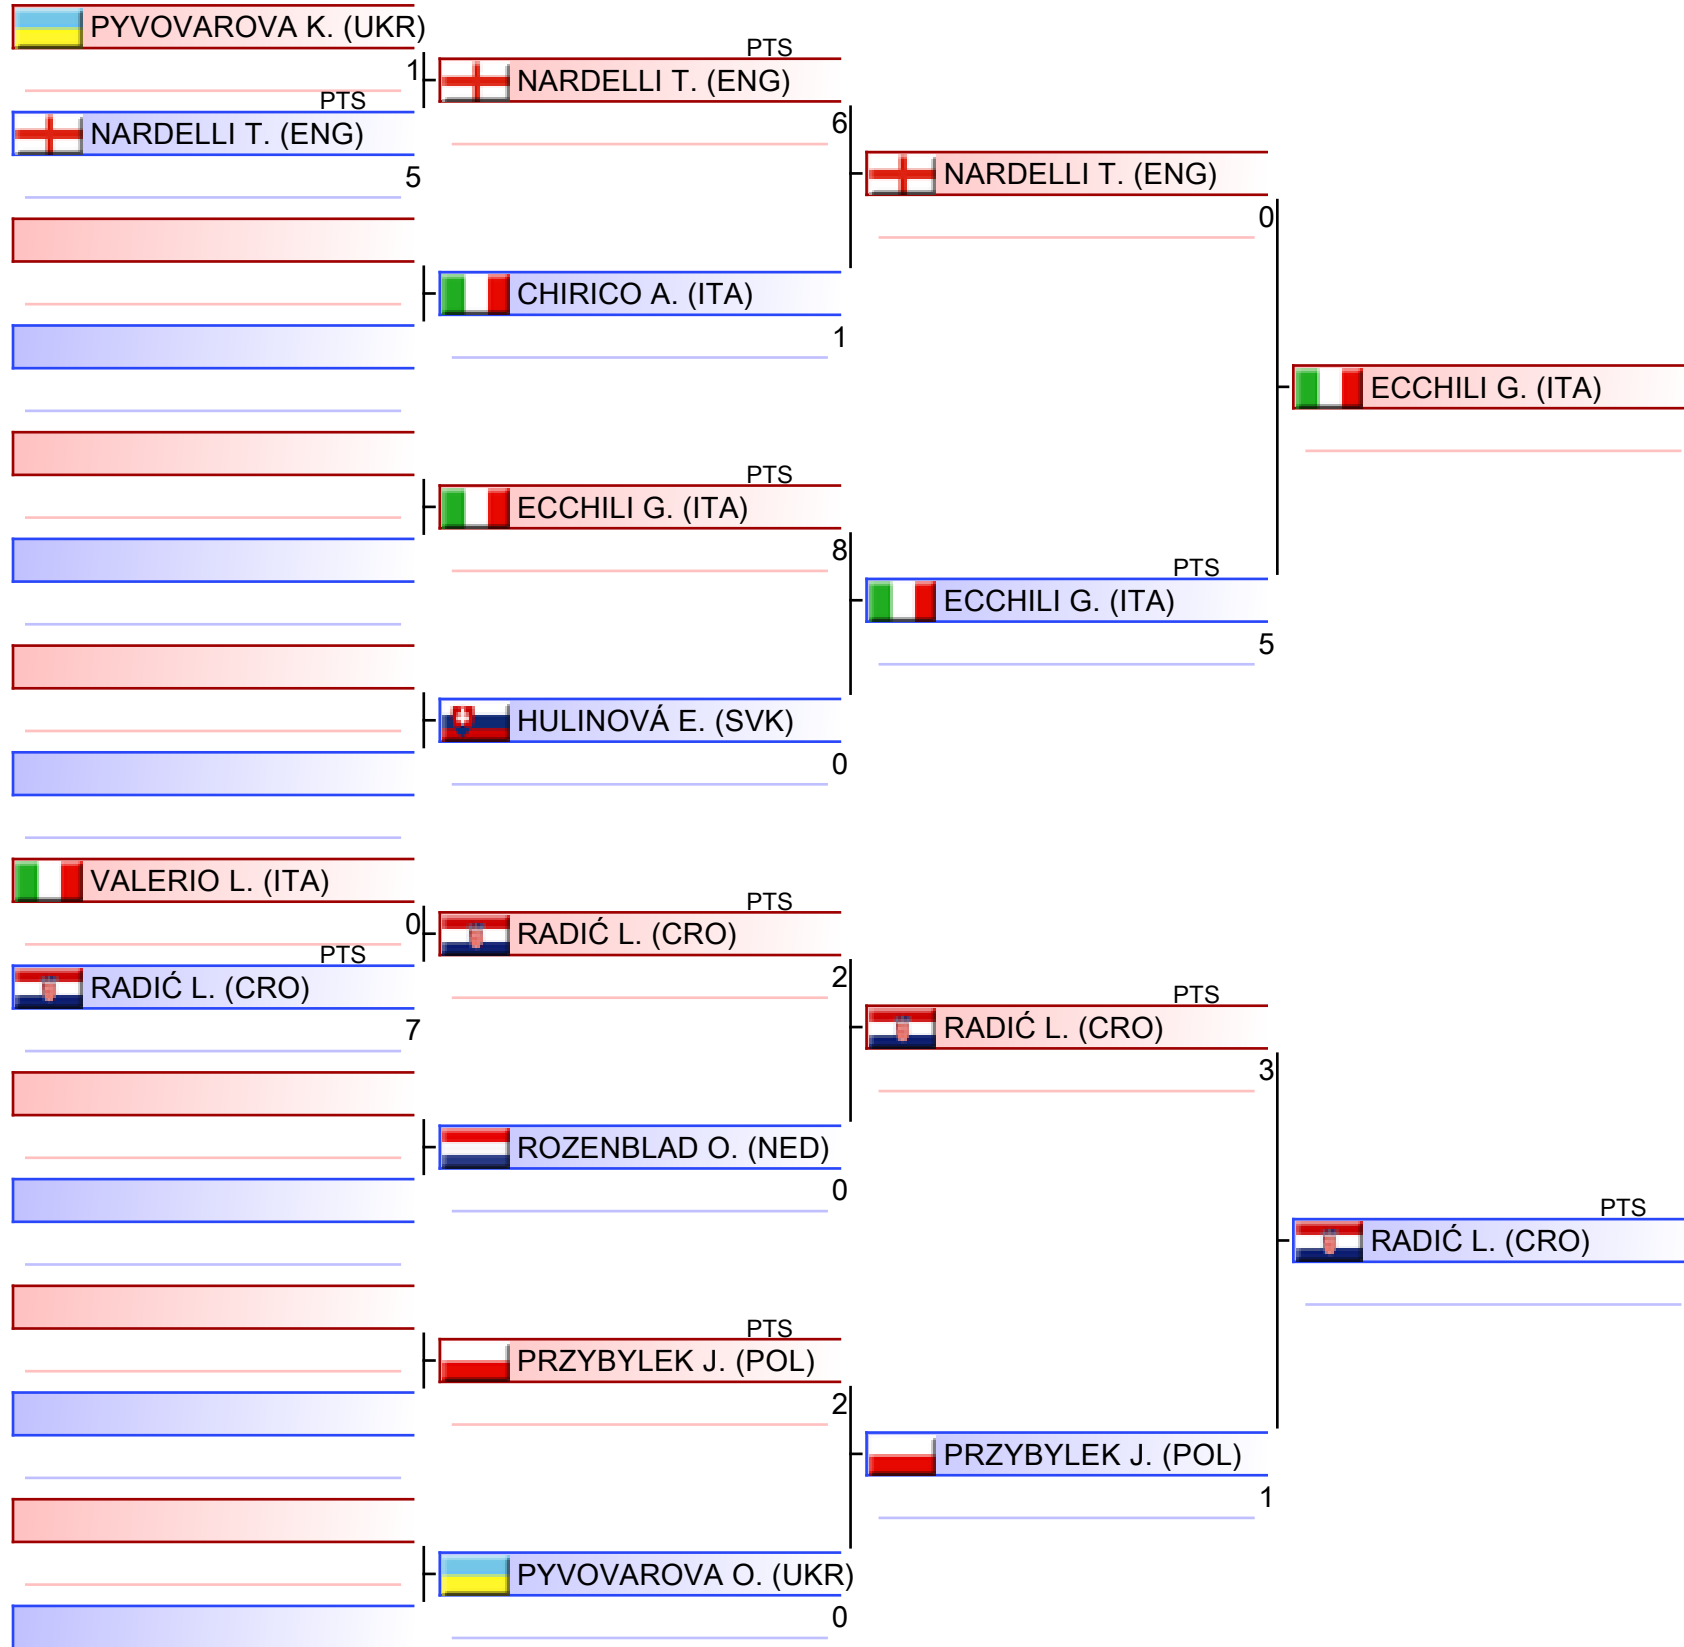 PYVOVAROVA K. (UKR)
1
PTS
NARDELLI T. (ENG)
5
VALERIO L. (ITA)
0
PTS
RADIĆ L. (CRO)
7
PTS
NARDELLI T. (ENG)
6
CHIRICO A. (ITA)
1
PTS
ECCHILI G. (ITA)
8
HULINOVÁ E. (SVK)
0
PTS
RADIĆ L. (CRO)
2
ROZENBLAD O. (NED)
0
PTS
PRZYBYLEK J. (POL)
2
PYVOVAROVA O. (UKR)
0
NARDELLI T. (ENG)
0
PTS
ECCHILI G. (ITA)
5
PTS
RADIĆ L. (CRO)
3
PRZYBYLEK J. (POL)
1
ECCHILI G. (ITA)
PTS
RADIĆ L. (CRO)